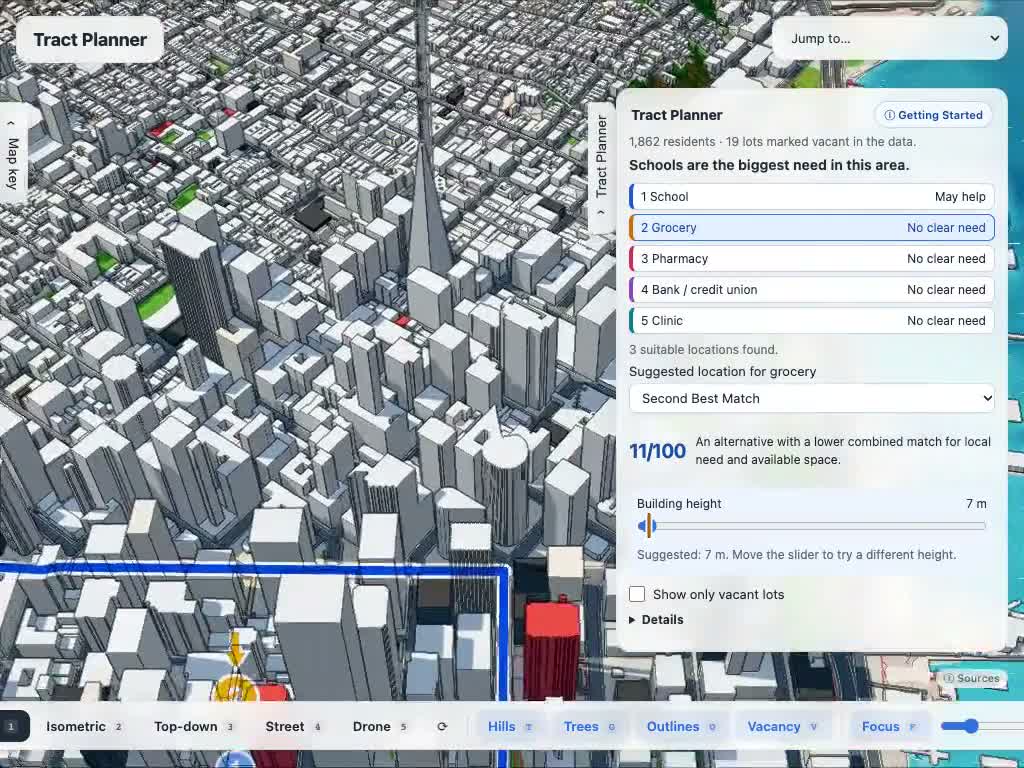 Tract Planner
Jump to...
Map key
Tract Planner
Tract Planner
ⓘ Getting Started
1,862 residents · 19 lots marked vacant in the data.
Schools are the biggest need in this area.
1 School May help
2 Grocery No clear need
3 Pharmacy No clear need
4 Bank / credit union No clear need
5 Clinic No clear need
3 suitable locations found.
Suggested location for grocery
Second Best Match
11/100
An alternative with a lower combined match for local
need and available space.
Building height 7 m
Suggested: 7 m. Move the slider to try a different height.
Show only vacant lots
Details
ⓘ Sources
1 Isometric 2 Top-down 3 Street 4 Drone 5 Hills T Trees G Outlines O Vacancy V Focus F